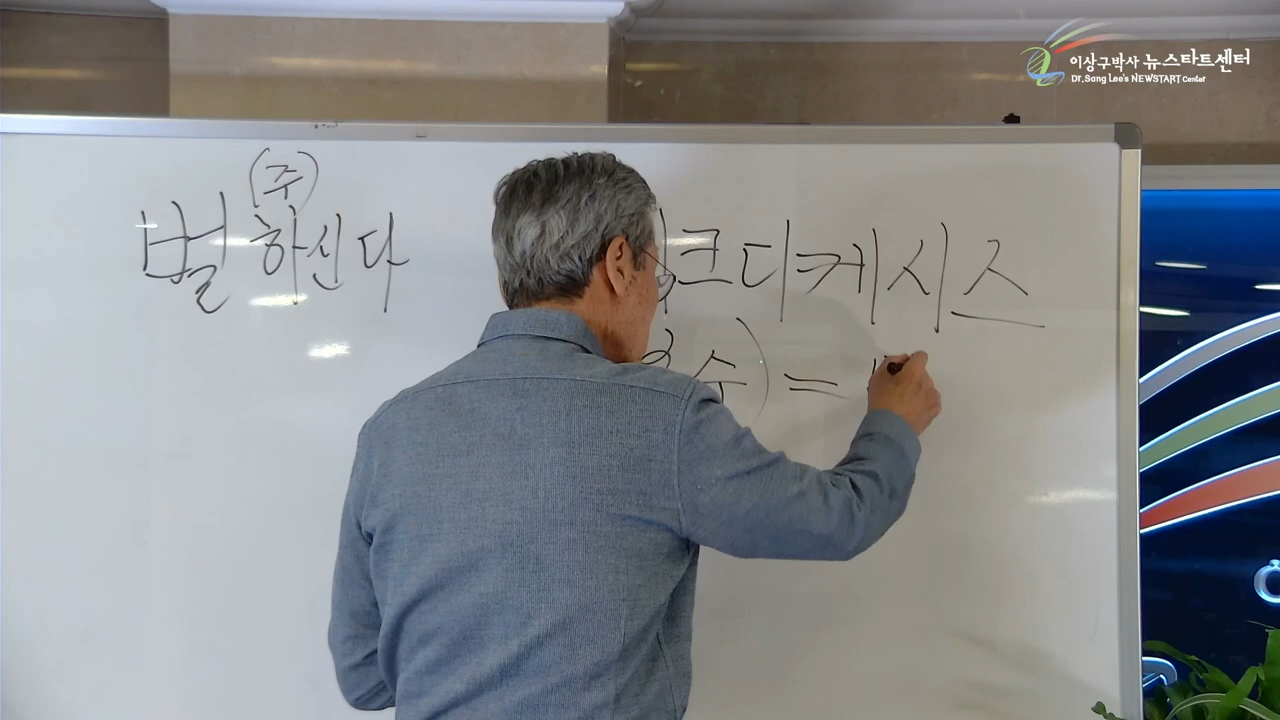 이상구박사 뉴스타트센터
Dr.Sang Lee's NEWSTART Center
(주)
벌 하신다
크디케시스
수) =